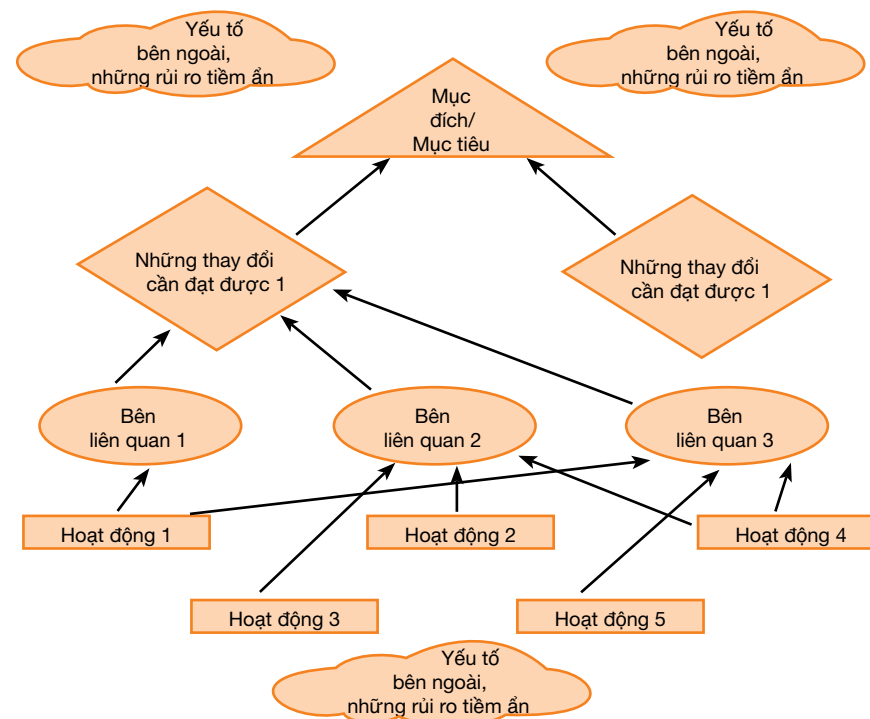 Yếu tố
bên ngoài,
những rủi ro tiềm ẩn
Yếu tố
bên ngoài,
những rủi ro tiềm ẩn
Mục
đích/
Mục tiêu
Những thay đổi
cần đạt được 1
Những thay đổi
cần đạt được 1
Bên
liên quan 1
Bên
liên quan 2
Bên
liên quan 3
Hoạt động 1
Hoạt động 2
Hoạt động 4
Hoạt động 3
Hoạt động 5
Yếu tố
bên ngoài,
những rủi ro tiềm ẩn